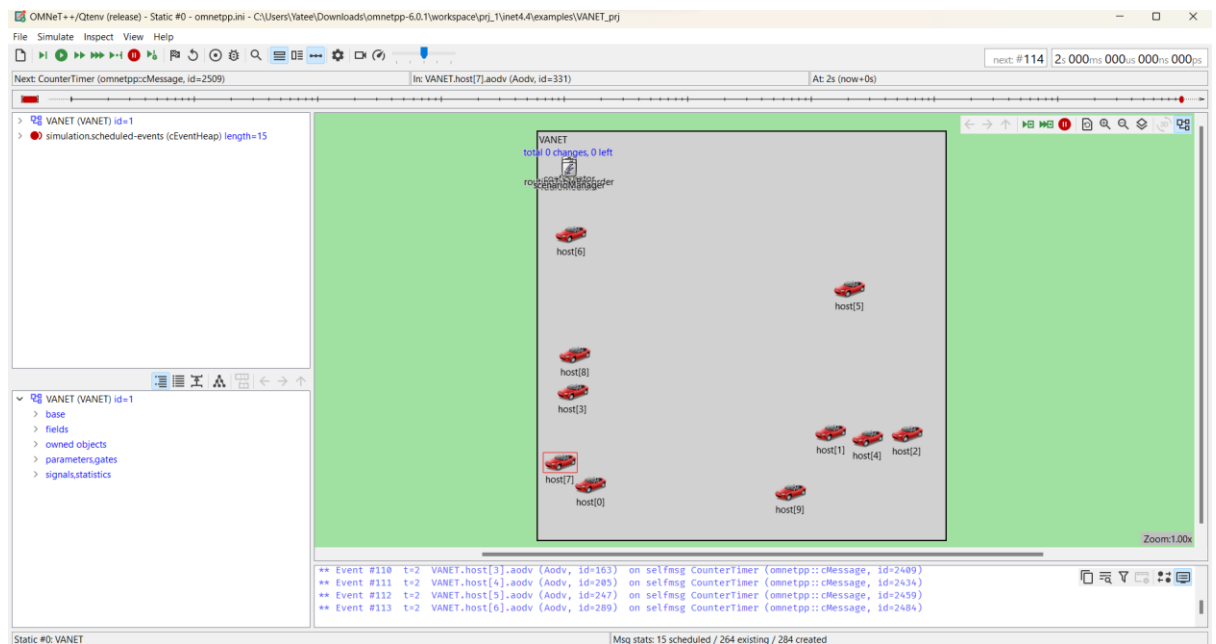 OMNeT++/Qtenv (release) - Static #0 - omnetpp.ini - C:\Users\Yatee\Downloads\omnetpp-6.0.1\workspace\prj_1\inet4.4\examples\VANET_prj
File Simulate Inspect View Help
next: #114 2s 000ms 000us 000ns 000ps
Next: CounterTimer (omnetpp::cMessage, id=2509) In: VANET.host[7].aodv (Aodv, id=331) At: 2s (now+0s)
VANET (VANET) id=1
simulation.scheduled-events (cEventHeap) length=15
VANET
total 0 changes, 0 left
scenarioManager
host[6]
host[5]
host[8]
host[3]
host[1] host[4] host[2]
host[7]
host[0]
host[9]
Zoom:1.00x
VANET (VANET) id=1
base
fields
owned objects
parameters,gates
signals,statistics
** Event #110 t=2 VANET.host[3].aodv (Aodv, id=163) on selfmsg CounterTimer (omnetpp::cMessage, id=2409)
** Event #111 t=2 VANET.host[4].aodv (Aodv, id=205) on selfmsg CounterTimer (omnetpp::cMessage, id=2434)
** Event #112 t=2 VANET.host[5].aodv (Aodv, id=247) on selfmsg CounterTimer (omnetpp::cMessage, id=2459)
** Event #113 t=2 VANET.host[6].aodv (Aodv, id=289) on selfmsg CounterTimer (omnetpp::cMessage, id=2484)
Static #0: VANET Msg stats: 15 scheduled / 264 existing / 284 created